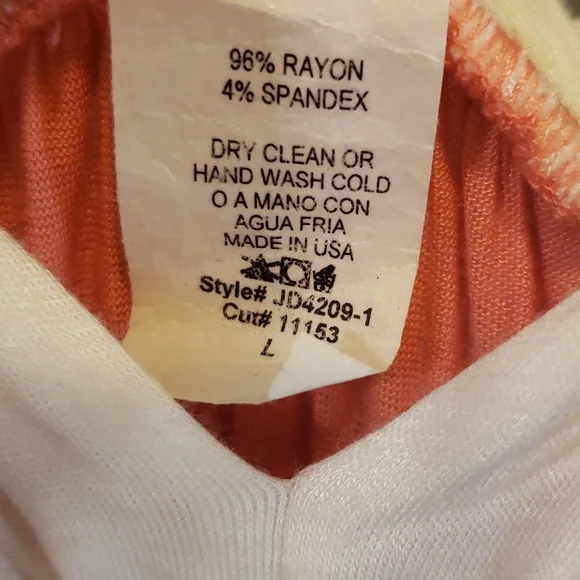 96% RAYON
4% SPANDEX
DRY CLEAN OR
HAND WASH COLD
O A MANO CON
AGUA FRIA
MADE IN USA
Style# JD4209-1
Cut# 11153
L